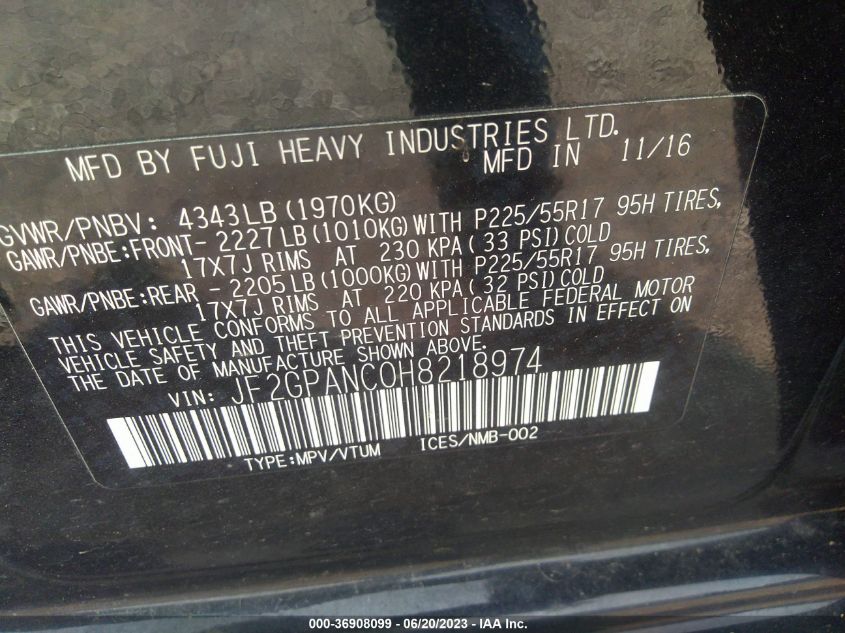 MFD BY FUJI HEAVY INDUSTRIES LTD.
MFD IN 11/16
GVWR/PNBV: 4343LB (1970KG)
GAWR/PNBE:FRONT- 2227LB (1010KG) WITH P225/55R17 95H TIRES,
17X7J RIMS AT 230 KPA (33 PSI) COLD
GAWR/PNBE:REAR - 2205LB (1000KG) WITH P225/55R17 95H TIRES,
17X7J RIMS AT 220 KPA (32 PSI) COLD
THIS VEHICLE CONFORMS TO ALL APPLICABLE FEDERAL MOTOR
VEHICLE SAFETY AND THEFT PREVENTION STANDARDS IN EFFECT ON
THE DATE OF MANUFACTURE SHOWN ABOVE.
VIN: JF2GPANC0H8218974
TYPE:MPV/VTUM ICES/NMB-002
000-36908099 - 06/20/2023 - IAA Inc.